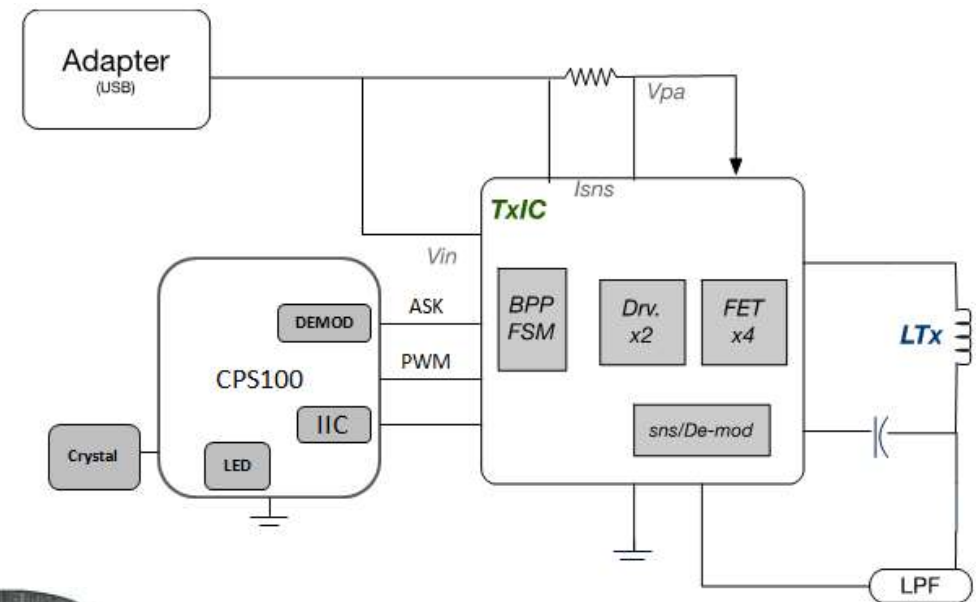 Adapter
(USB)
Vpa
Isns
TxIC
Vin
BPP
FSM
Drv.
x2
FET
x4
LTx
DEMOD
ASK
CPS100
PWM
IIC
sns/De-mod
Crystal
LED
LPF